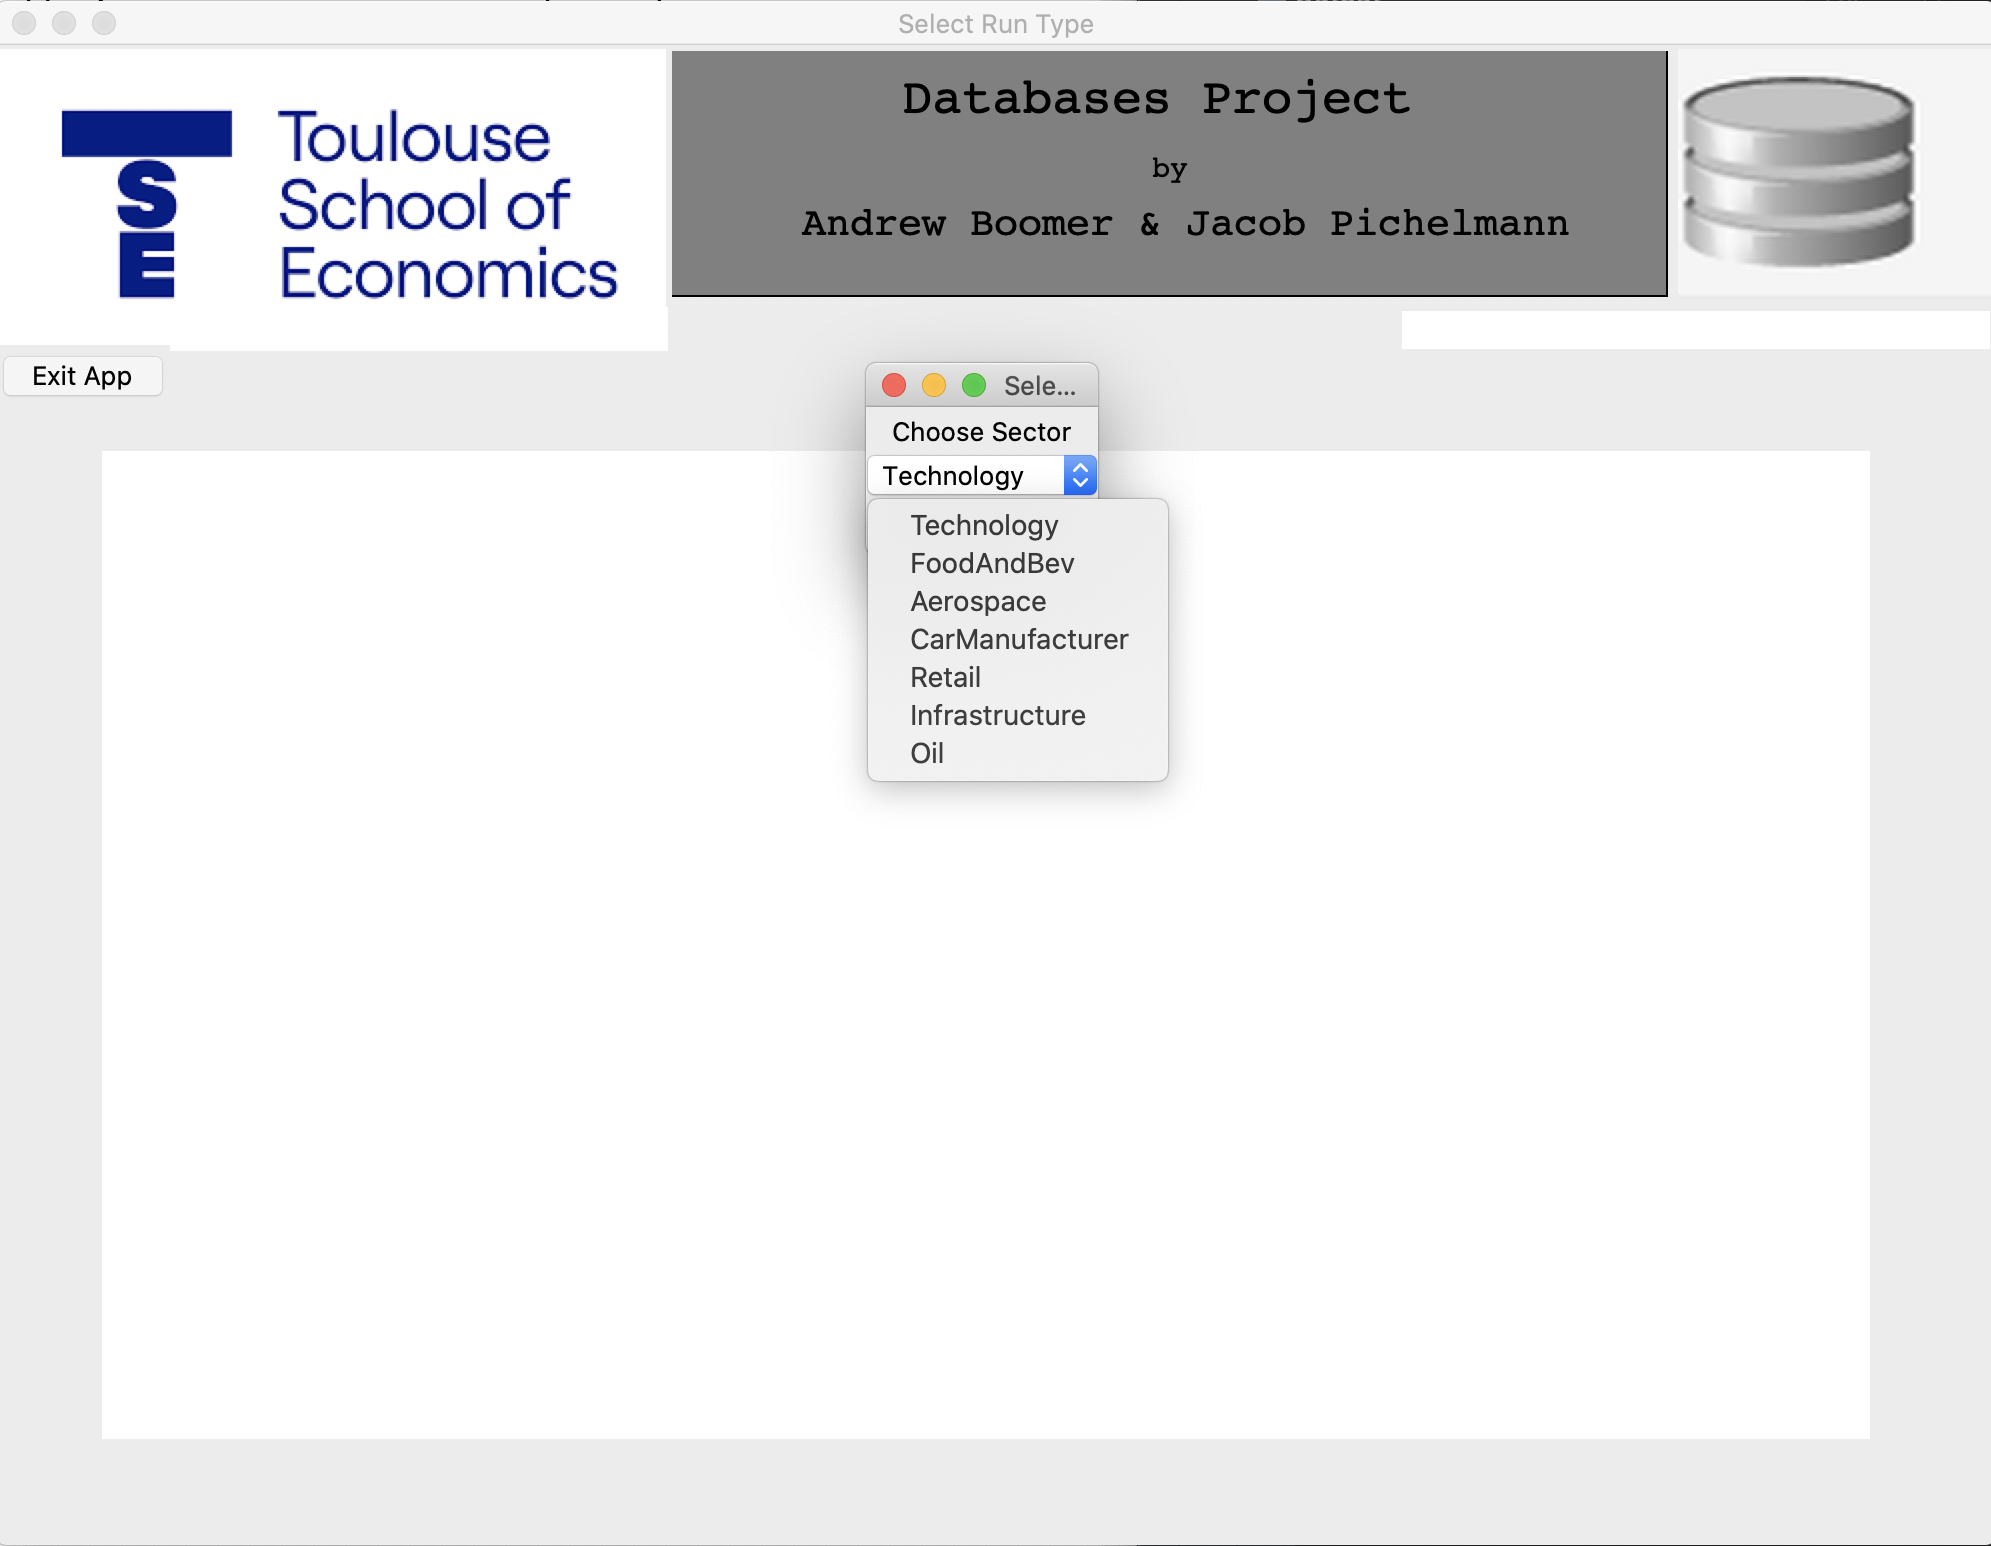 Select Run Type
TSE
Toulouse
School of
Economics
Databases Project
by
Andrew Boomer & Jacob Pichelmann
Exit App
Sele...
Choose Sector
Technology
Technology
FoodAndBev
Aerospace
CarManufacturer
Retail
Infrastructure
Oil